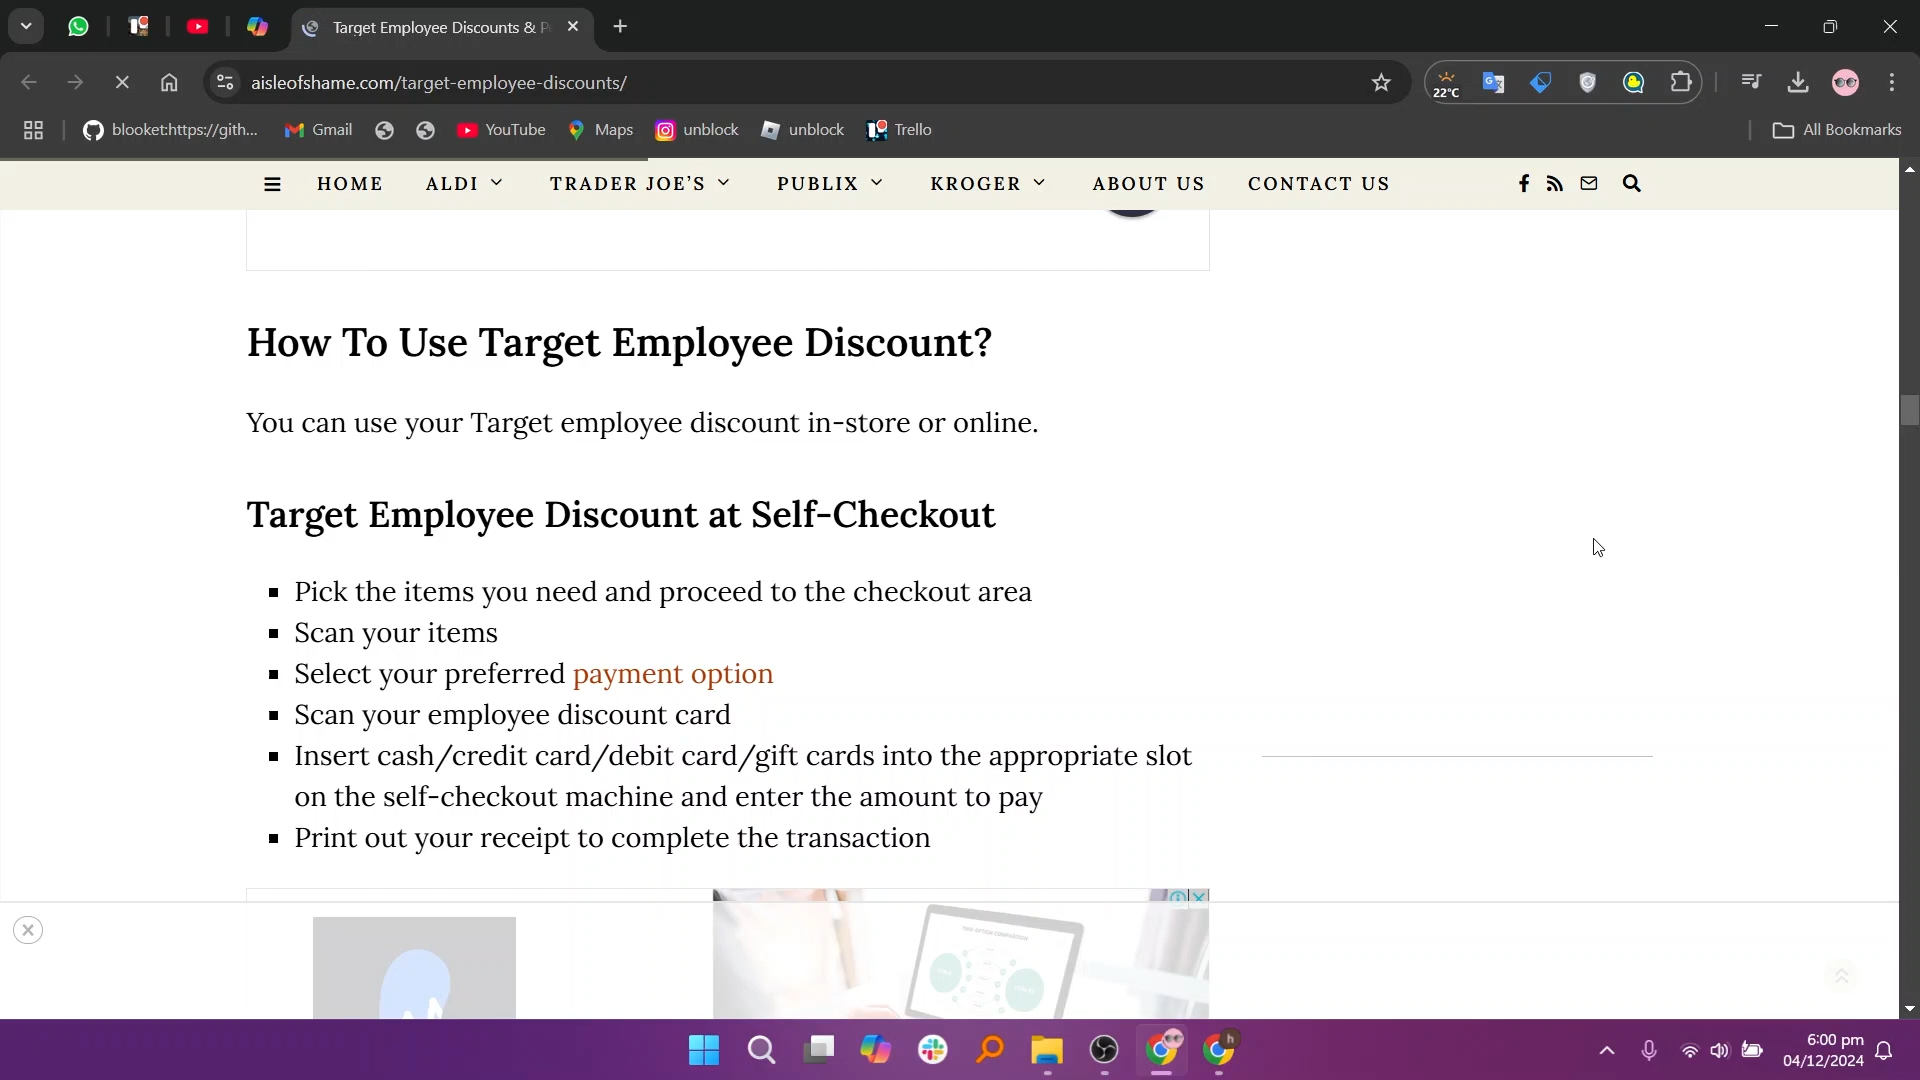 Target Employee Discounts & P
aisleofshame.com/target-employee-discounts/
22°C
blooket:https://gith...
Gmail
YouTube
Maps
unblock
unblock
Trello
All Bookmarks
HOME
ALDI
TRADER JOE'S
PUBLIX
KROGER
ABOUT US
CONTACT US
How To Use Target Employee Discount?
You can use your Target employee discount in-store or online.
Target Employee Discount at Self-Checkout
Pick the items you need and proceed to the checkout area
Scan your items
Select your preferred payment option
Scan your employee discount card
Insert cash/credit card/debit card/gift cards into the appropriate slot
on the self-checkout machine and enter the amount to pay
Print out your receipt to complete the transaction
6:00 pm
04/12/2024